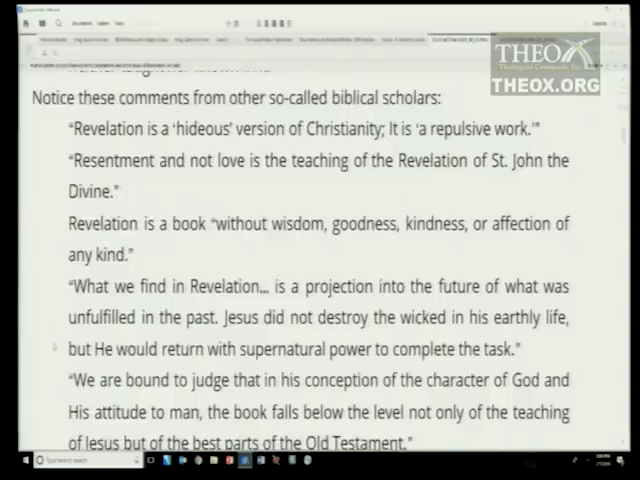 THEOX
THEOX.ORG
Notice these comments from other so-called biblical scholars:
“Revelation is a ‘hideous’ version of Christianity; It is ‘a repulsive work.’”
“Resentment and not love is the teaching of the Revelation of St. John the
Divine.”
Revelation is a book “without wisdom, goodness, kindness, or affection of
any kind.”
“What we find in Revelation... is a projection into the future of what was
unfulfilled in the past. Jesus did not destroy the wicked in his earthly life,
but He would return with supernatural power to complete the task.”
“We are bound to judge that in his conception of the character of God and
His attitude to man, the book falls below the level not only of the teaching
of Jesus but of the best parts of the Old Testament.”